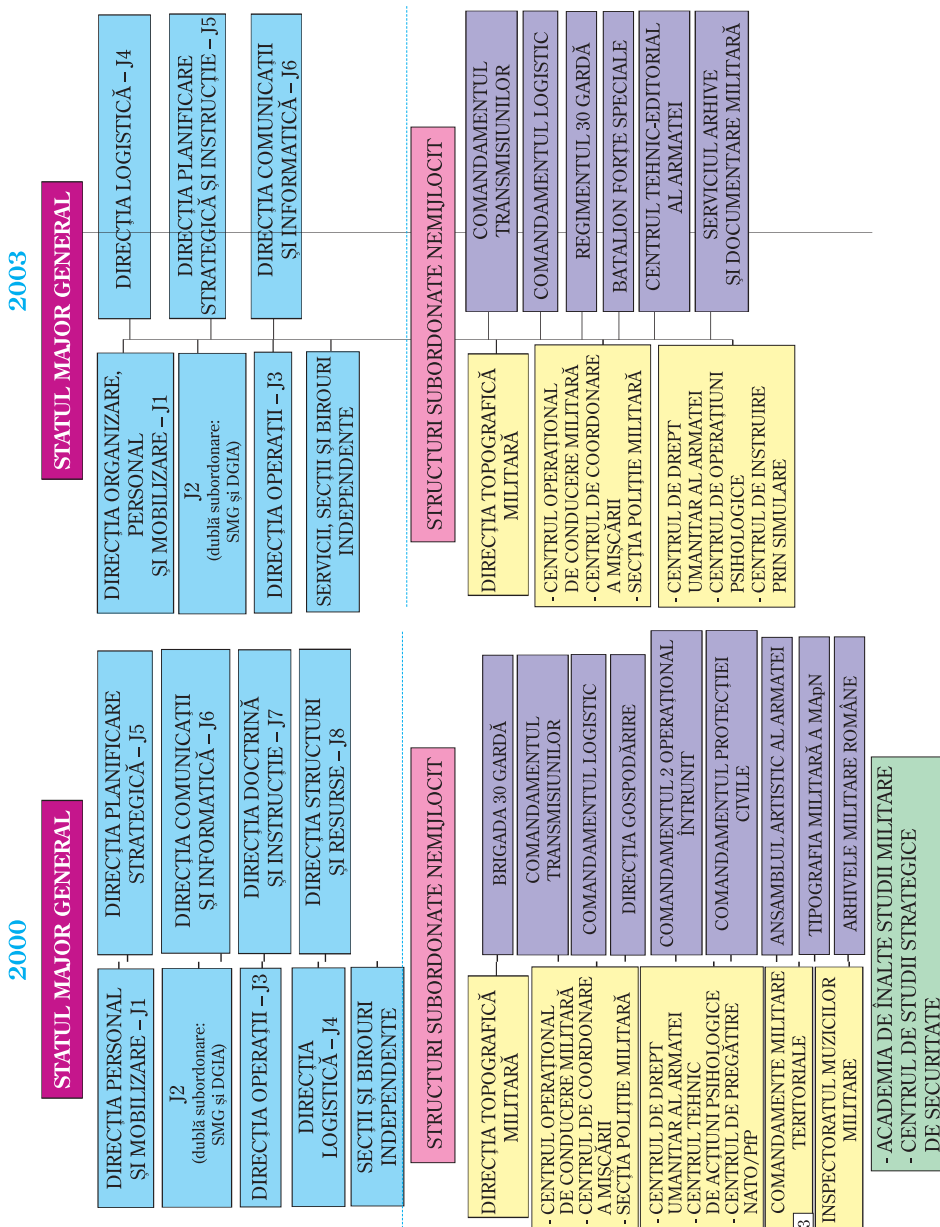 2000
STATUL MAJOR GENERAL
DIRECȚIA PERSONAL
ȘI MOBILIZARE – J1
J2
(dublă subordonare:
SMG și DGIA)
DIRECȚIA OPERAȚII – J3
DIRECȚIA
LOGISTICĂ – J4
SECȚII ȘI BIROURI
INDEPENDENTE
DIRECȚIA PLANIFICARE
STRATEGICĂ – J5
DIRECȚIA COMUNICAȚII
ȘI INFORMATICĂ – J6
DIRECȚIA DOCTRINĂ
ȘI INSTRUCȚIE – J7
DIRECȚIA STRUCTURI
ȘI RESURSE – J8
STRUCTURI SUBORDONATE NEMIJLOCIT
DIRECȚIA TOPOGRAFICĂ
MILITARĂ
- CENTRUL OPERAȚIONAL
DE CONDUCERE MILITARĂ
- CENTRUL DE COORDONARE
A MIȘCĂRII
- SECȚIA POLIȚIE MILITARĂ
- CENTRUL DE DREPT
UMANITAR AL ARMATEI
- CENTRUL TEHNIC
DE ACȚIUNI PSIHOLOGICE
- CENTRUL DE PREGĂTIRE
NATO/PfP
COMANDAMENTE MILITARE
TERITORIALE
3
INSPECTORATUL MUZICILOR
MILITARE
BRIGADA 30 GARDĂ
COMANDAMENTUL
TRANSMISIUNILOR
COMANDAMENTUL LOGISTIC
DIRECȚIA GOSPODĂRIRE
COMANDAMENTUL 2 OPERAȚIONAL
ÎNTRUNIT
COMANDAMENTUL PROTECȚIEI
CIVILE
ANSAMBLUL ARTISTIC AL ARMATEI
TIPOGRAFIA MILITARĂ A MApN
ARHIVELE MILITARE ROMÂNE
- ACADEMIA DE ÎNALTE STUDII MILITARE
- CENTRUL DE STUDII STRATEGICE
DE SECURITATE
2003
STATUL MAJOR GENERAL
DIRECȚIA ORGANIZARE,
PERSONAL
ȘI MOBILIZARE – J1
J2
(dublă subordonare:
SMG și DGIA)
DIRECȚIA OPERAȚII – J3
SERVICII, SECȚII ȘI BIROURI
INDEPENDENTE
DIRECȚIA LOGISTICĂ – J4
DIRECȚIA PLANIFICARE
STRATEGICĂ ȘI INSTRUCȚIE – J5
DIRECȚIA COMUNICAȚII
ȘI INFORMATICĂ – J6
STRUCTURI SUBORDONATE NEMIJLOCIT
DIRECȚIA TOPOGRAFICĂ
MILITARĂ
- CENTRUL OPERATIONAL
DE CONDUCERE MILITARĂ
- CENTRUL DE COORDONARE
A MIȘCĂRII
- SECȚIA POLIȚIE MILITARĂ
- CENTRUL DE DREPT
UMANITAR AL ARMATEI
- CENTRUL DE OPERATIUNI
PSIHOLOGICE
- CENTRUL DE INSTRUIRE
PRIN SIMULARE
COMANDAMENTUL
TRANSMISIUNILOR
COMANDAMENTUL LOGISTIC
REGIMENTUL 30 GARDĂ
BATALION FORȚE SPECIALE
CENTRUL TEHNIC-EDITORIAL
AL ARMATEI
SERVICIUL ARHIVE
ȘI DOCUMENTARE MILITARĂ